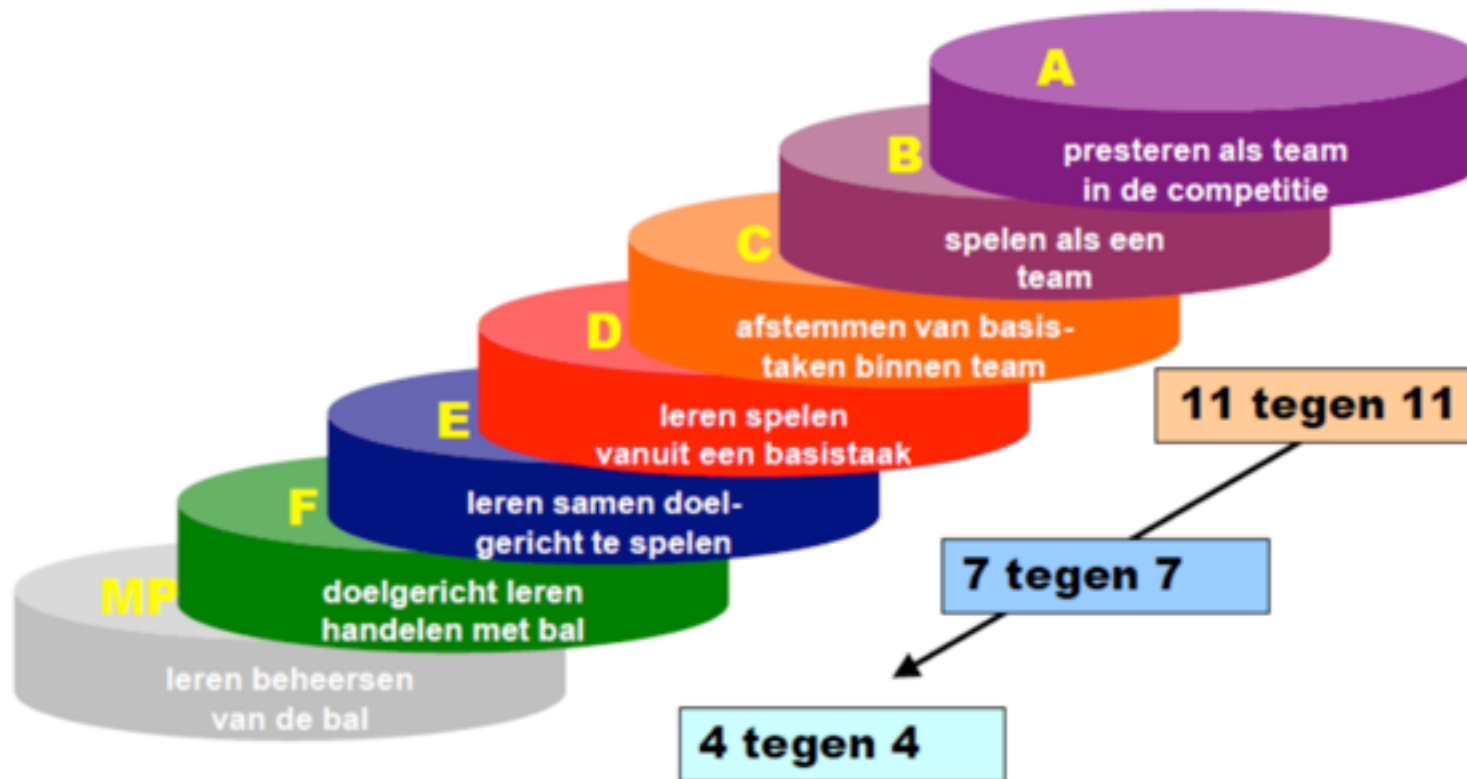 A
presteren als team
in de competitie
B
spelen als een
team
C
afstemmen van basis-
taken binnen team
D
leren spelen
vanuit een basistaak
E
leren samen doel-
gericht te spelen
F
doelgericht leren
handelen met bal
MP
leren beheersen
van de bal
11 tegen 11
7 tegen 7
4 tegen 4